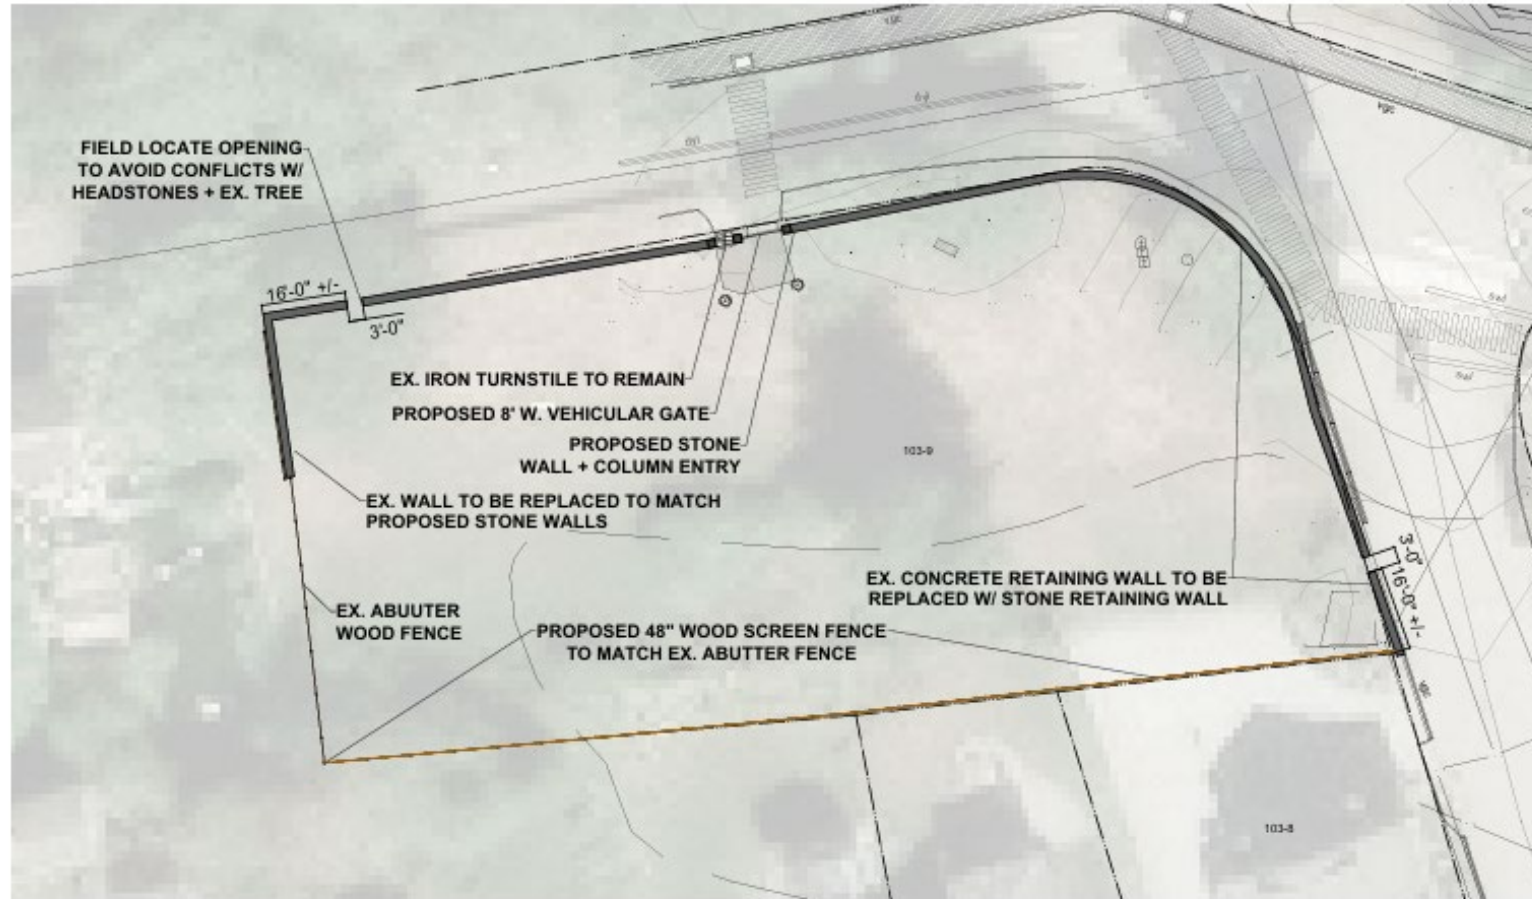 FIELD LOCATE OPENING
TO AVOID CONFLICTS W/
HEADSTONES + EX. TREE
16'-0" +/-
3'-0"
EX. IRON TURNSTILE TO REMAIN
PROPOSED 8' W. VEHICULAR GATE
PROPOSED STONE
WALL + COLUMN ENTRY
103-9
EX. WALL TO BE REPLACED TO MATCH
PROPOSED STONE WALLS
3'-0"
16'-0" +/-
EX. CONCRETE RETAINING WALL TO BE
REPLACED W/ STONE RETAINING WALL
EX. ABUUTER
WOOD FENCE
PROPOSED 48" WOOD SCREEN FENCE
TO MATCH EX. ABUTTER FENCE
103-8